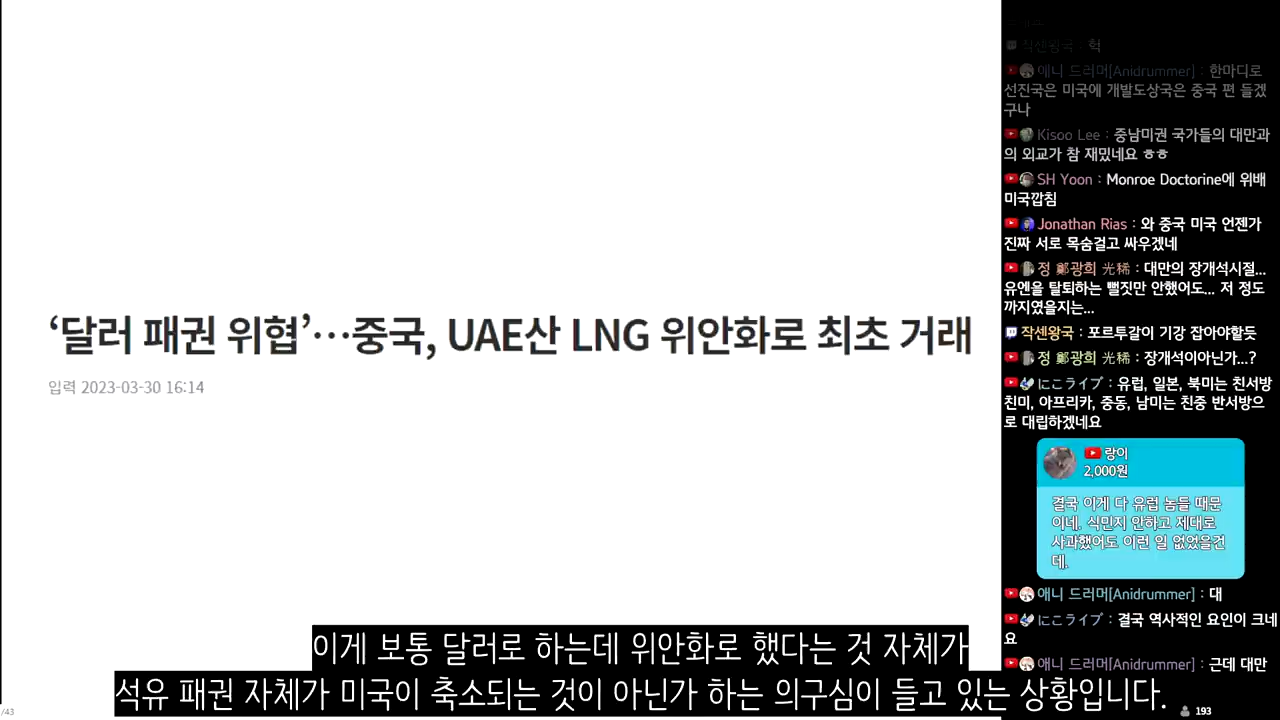 ‘달러 패권 위협’…중국, UAE산 LNG 위안화로 최초 거래
입력 2023-03-30 16:14
작센왕국 : 헉
애니 드러머[Anidrummer] : 한마디로
선진국은 미국에 개발도상국은 중국 편 들겠
구나
Kisoo Lee : 중남미권 국가들의 대만과
의 외교가 참 재밌네요 ㅎㅎ
SH Yoon : Monroe Doctorine에 위배
미국깝침
Jonathan Rias : 와 중국 미국 언젠가
진짜 서로 목숨걸고 싸우겠네
정 鄭광희 光稀 : 대만의 장개석시절...
유엔을 탈퇴하는 뻘짓만 안했어도... 저 정도
까지였을지는...
작센왕국 : 포르투갈이 기강 잡아야할듯
정 鄭광희 光稀 : 장개석이아닌가...?
にこライブ : 유럽, 일본, 북미는 친서방
친미, 아프리카, 중동, 남미는 친중 반서방으
로 대립하겠네요
랑이
2,000원
결국 이게 다 유럽 놈들 때문
이네. 식민지 안하고 제대로
사과했어도 이런 일 없었을건
데.
애니 드러머[Anidrummer] : 대
にこライブ : 결국 역사적인 요인이 크네
요
애니 드러머[Anidrummer] : 근데 대만
이게 보통 달러로 하는데 위안화로 했다는 것 자체가
석유 패권 자체가 미국이 축소되는 것이 아닌가 하는 의구심이 들고 있는 상황입니다.
/43
193